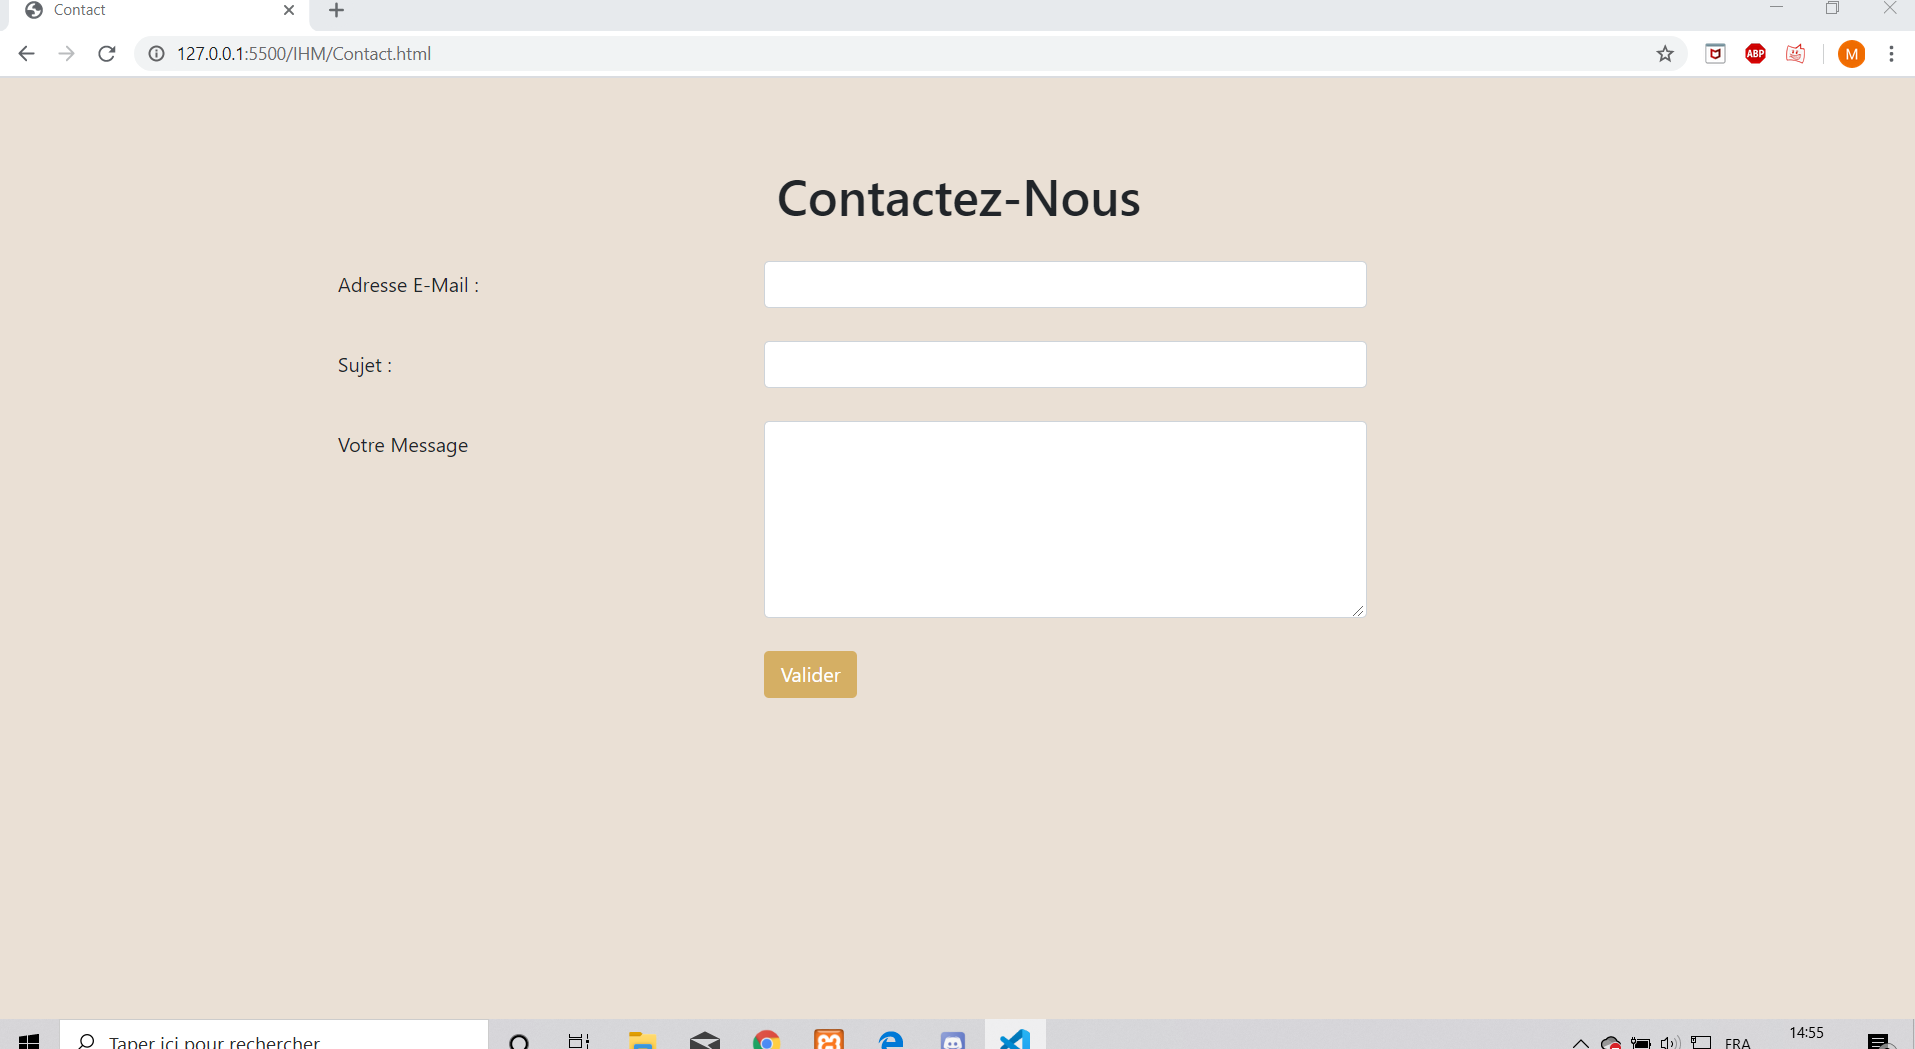 Contact
127.0.0.1:5500/IHM/Contact.html
ABP
M
Contactez-Nous
Adresse E-Mail :
Sujet :
Votre Message
Valider
Taper ici pour rechercher
FRA
14:55